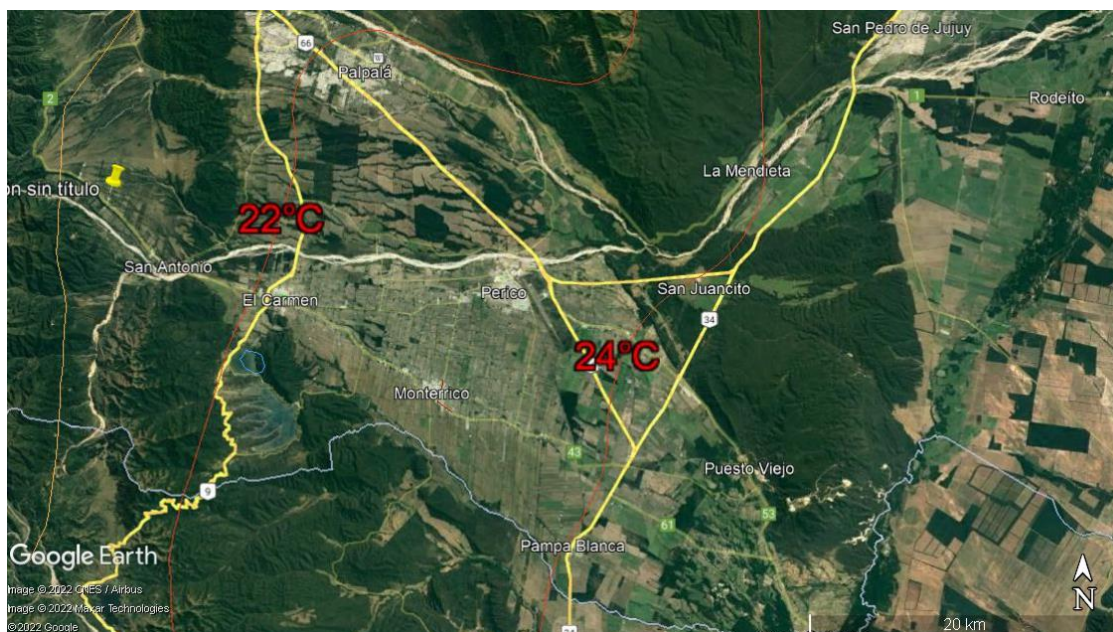 San Pedro de Jujuy
66
Palpalá
2
1
Rodeíto
La Mendieta
on sin título
22°C
San Antonio
El Carmen
Perico
San Juancito
34
24°C
Monterrico
43
Puesto Viejo
9
61
53
Pampa Blanca
Google Earth
Image © 2022 CNES / Airbus
Image © 2022 Maxar Technologies
© 2022 Google
N
20 km